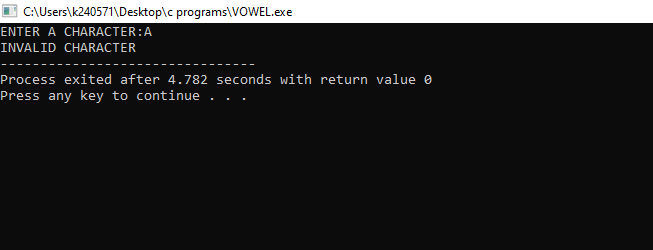 C:\Users\k240571\Desktop\c programs\VOWEL.exe
ENTER A CHARACTER:A
INVALID CHARACTER
--------------------------------
Process exited after 4.782 seconds with return value 0
Press any key to continue . . .